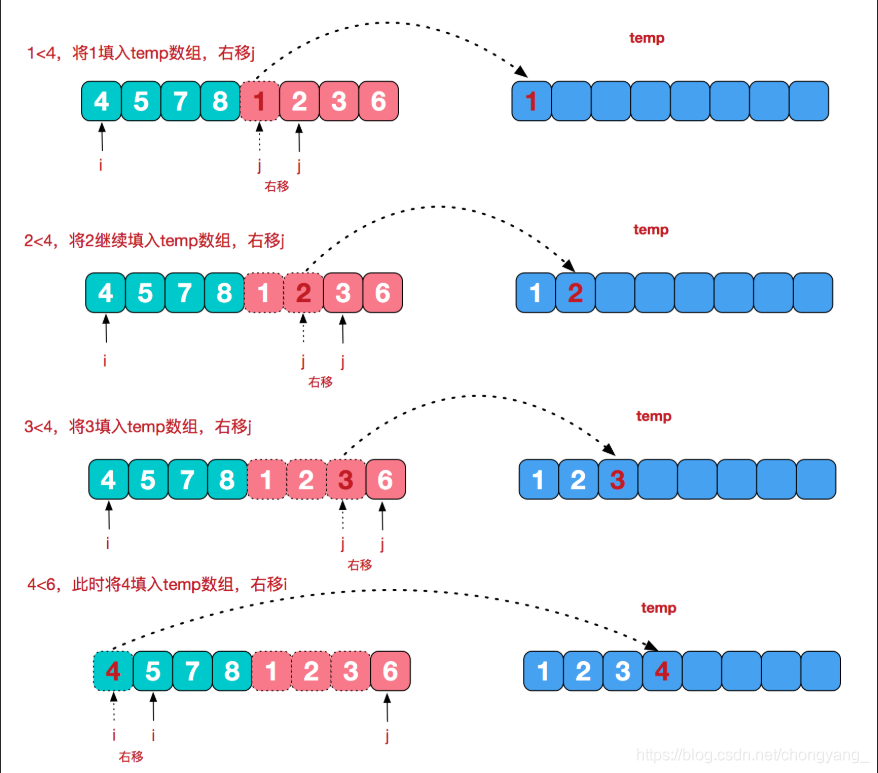 1<4，将1填入temp数组，右移j
temp
4 5 7 8 1 2 3 6
1
i j j
右移
2<4，将2继续填入temp数组，右移j
temp
4 5 7 8 1 2 3 6
1 2
i j j
右移
3<4，将3填入temp数组，右移j
temp
4 5 7 8 1 2 3 6
1 2 3
i j j
右移
4<6，此时将4填入temp数组，右移i
temp
4 5 7 8 1 2 3 6
1 2 3 4
i i j
右移
https://blog.csdn.net/chongyang_